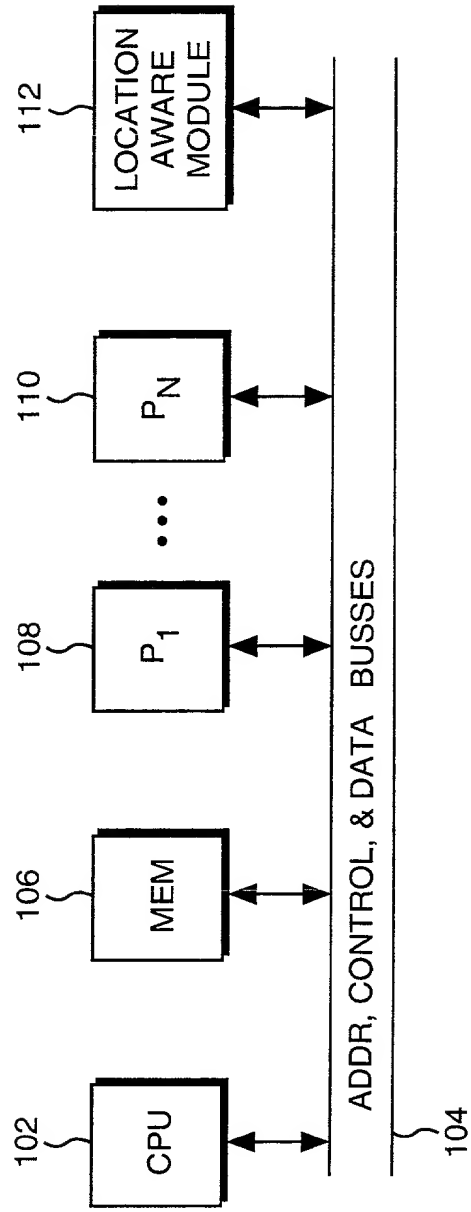 102
CPU
106
MEM
108
P1
...
110
PN
112
LOCATION
AWARE
MODULE
ADDR, CONTROL, & DATA BUSSES
104